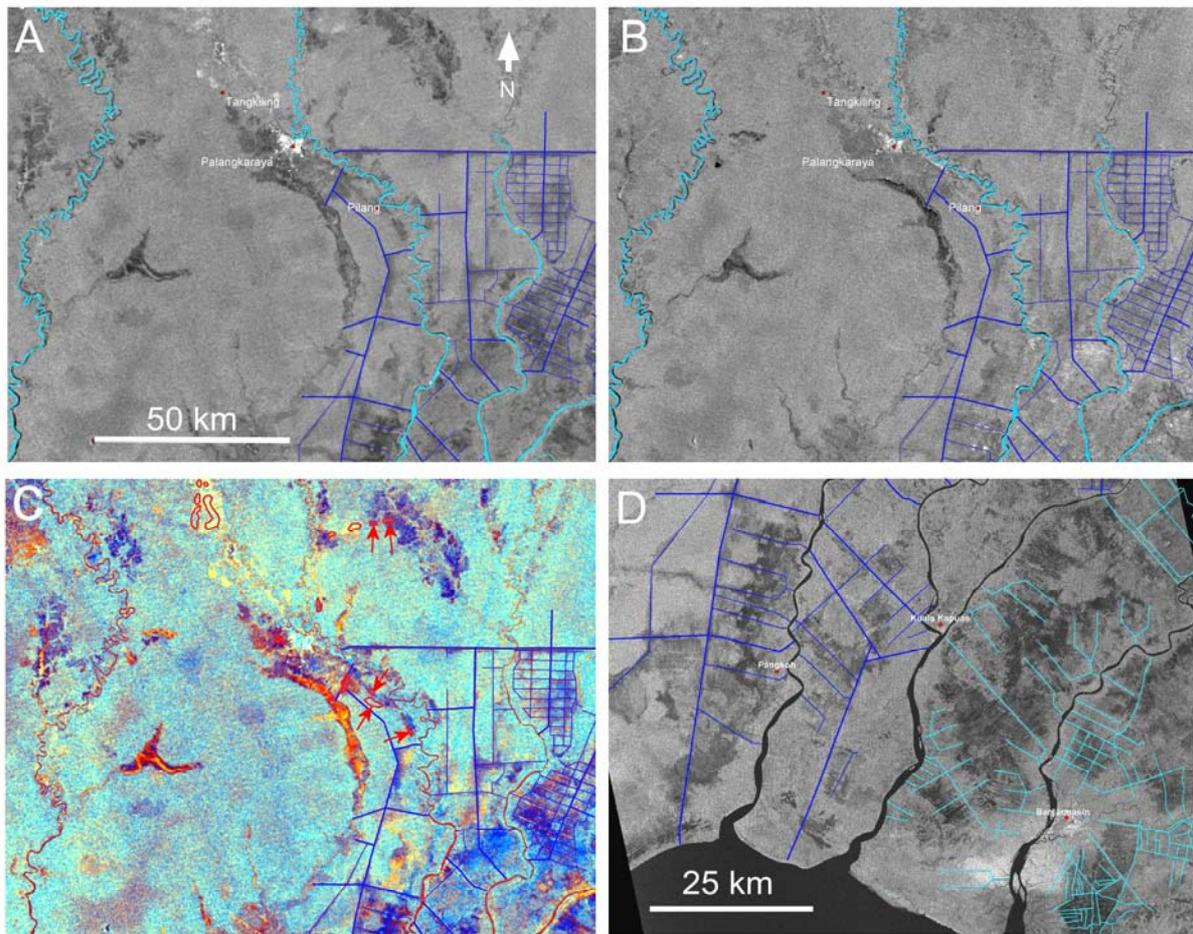 A
N
Tangkiling
Palangkaraya
Pilang
50 km
B
Tangkiling
Palangkaraya
Pilang
C
D
Kuala Kapuas
Pangkoh
Banjarmasin
25 km